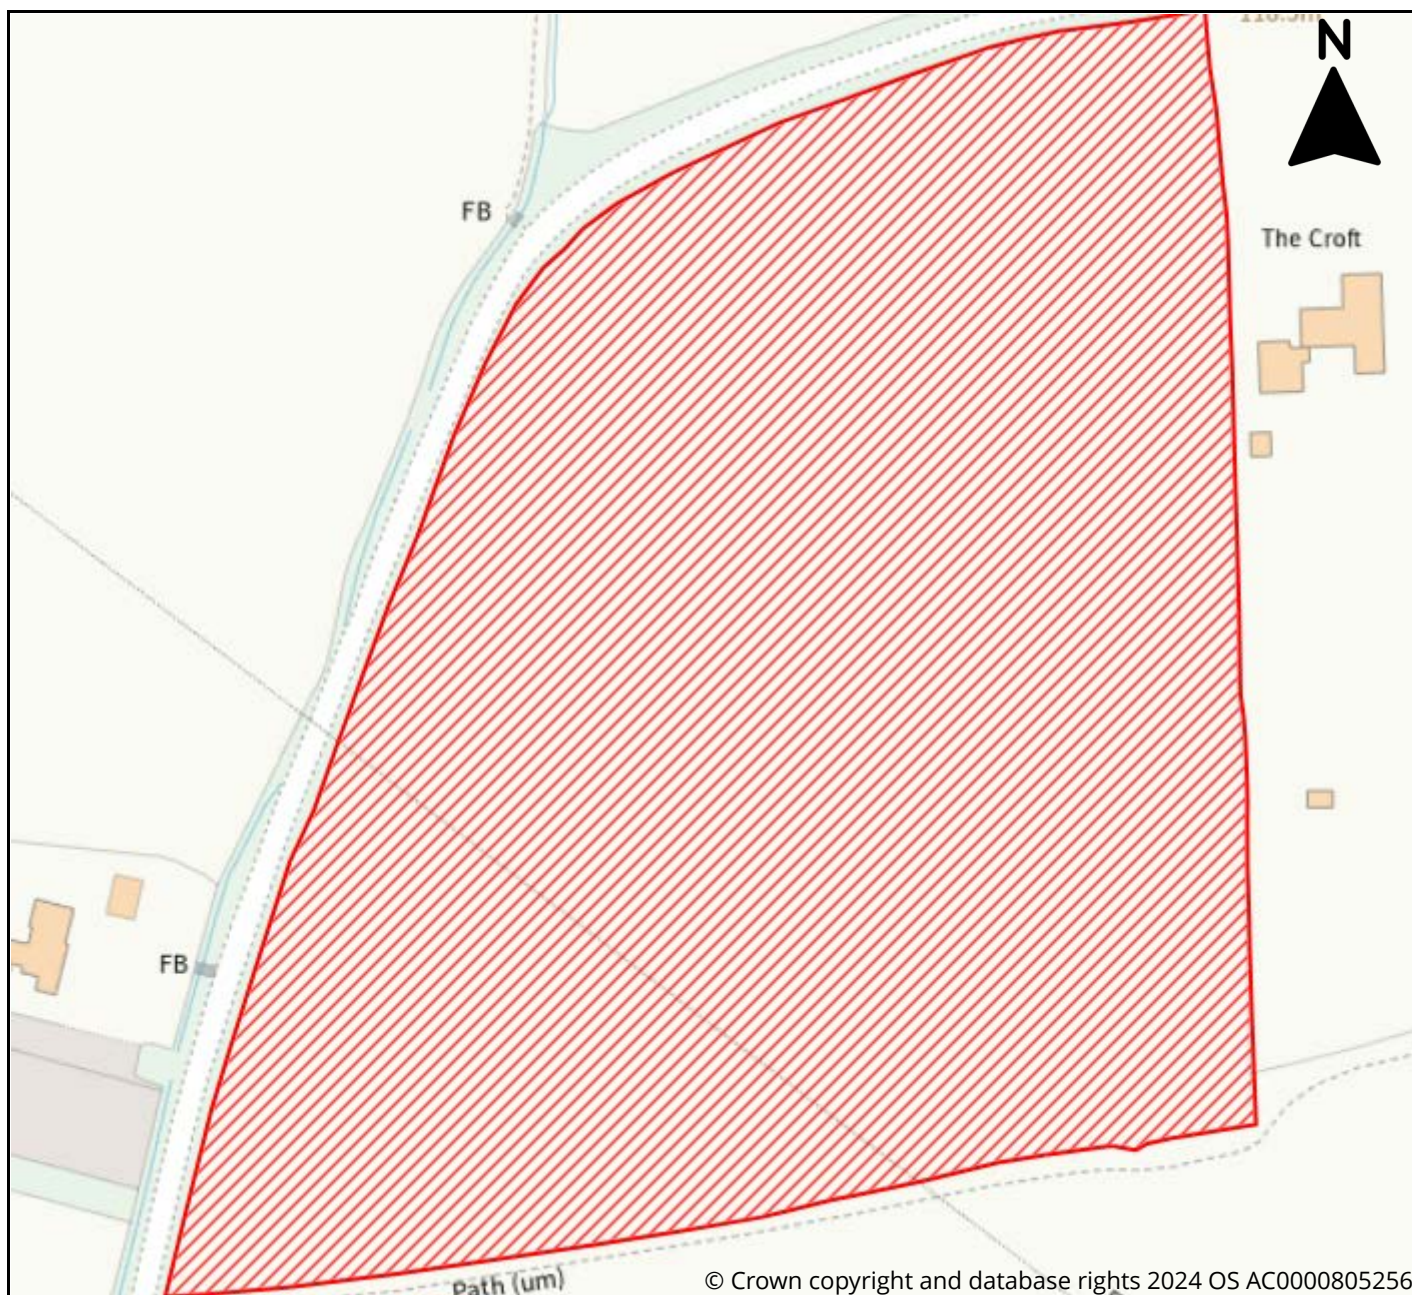 N
FB
The Croft
FB
Path (um)
© Crown copyright and database rights 2024 OS AC0000805256